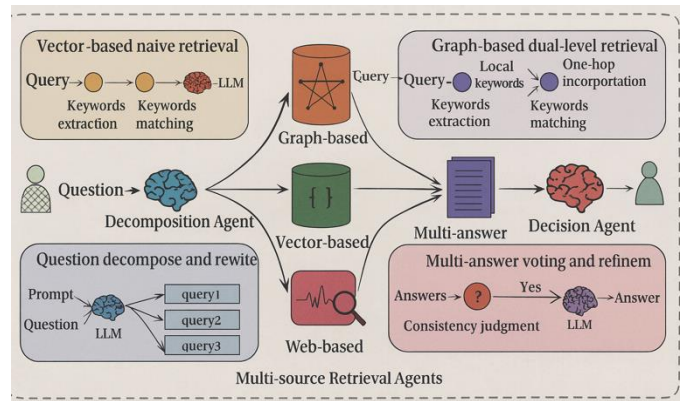 Vector-based naive retrieval
Query
LLM
Keywords extraction
Keywords matching
Graph-based
Graph-based dual-level retrieval
Query
Query
Local keywords
One-hop incortportation
Keywords extraction
Keywords matching
Question
Decomposition Agent
{ }
Vector-based
Multi-answer
Decision Agent
Question decompose and rewite
Prompt
Question
LLM
query1
query2
query3
Web-based
Multi-answer voting and refinem
Answers
?
Yes
LLM
Answer
Consistency judgment
Multi-source Retrieval Agents